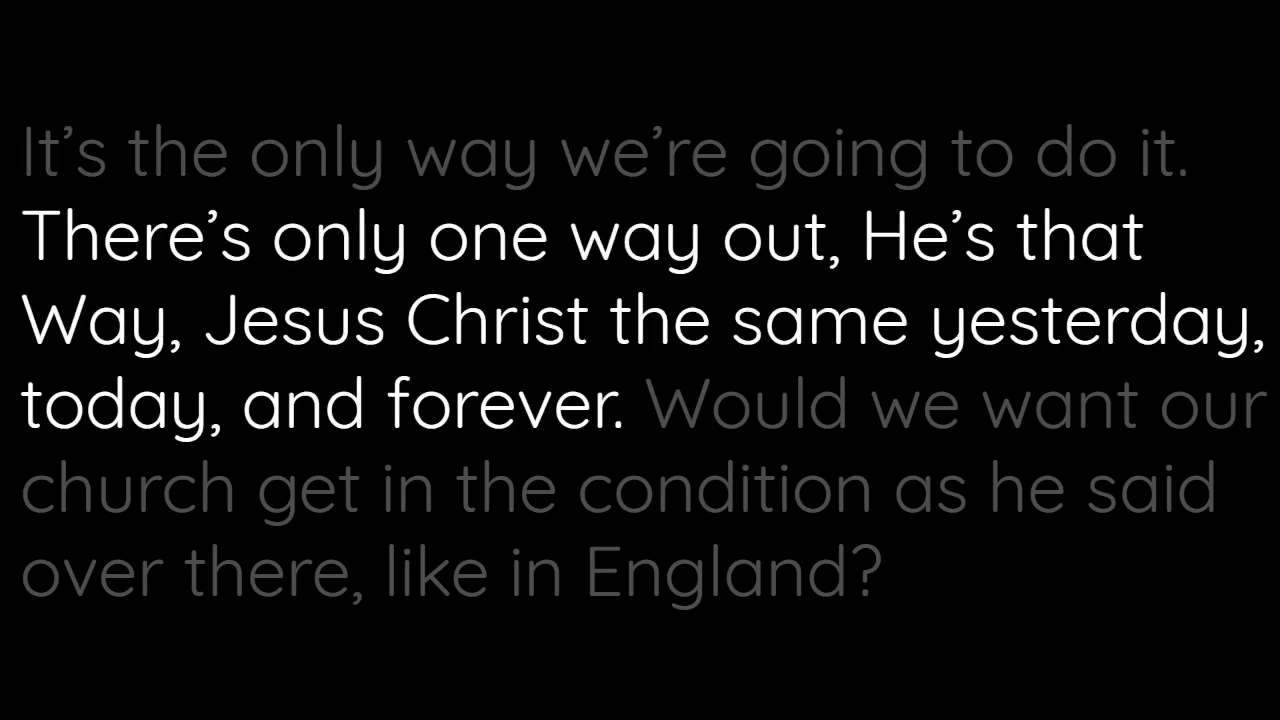 It’s the only way we’re going to do it.
There’s only one way out, He’s that
Way, Jesus Christ the same yesterday,
today, and forever. Would we want our
church get in the condition as he said
over there, like in England?